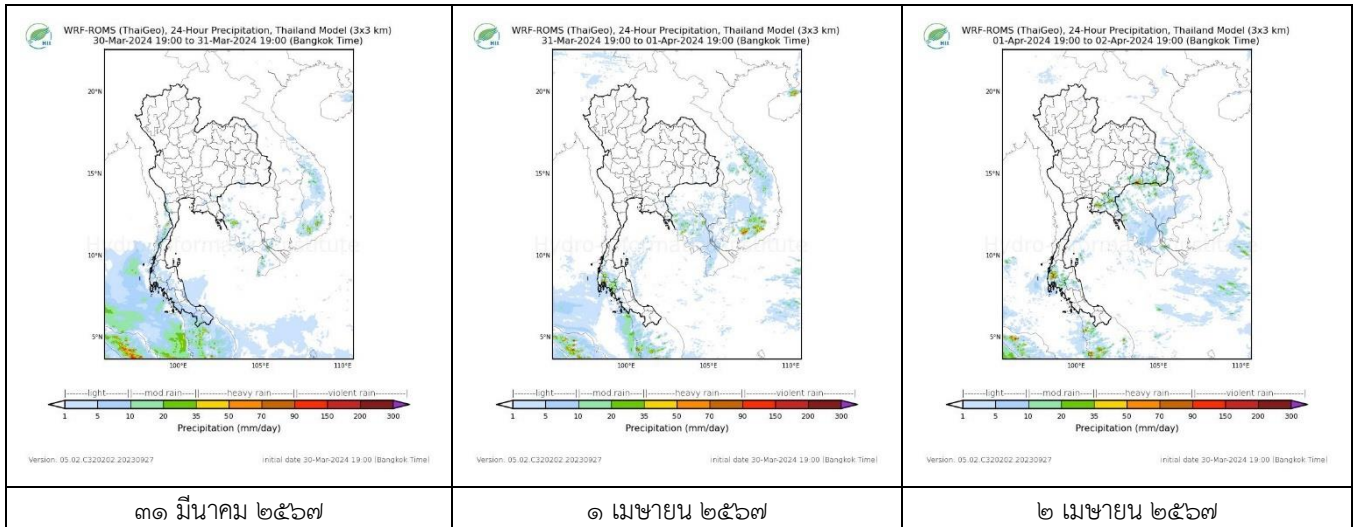 WRF-ROMS (ThaiGeo), 24-Hour Precipitation, Thailand Model (3x3 km)
30-Mar-2024 19:00 to 31-Mar-2024 19:00 (Bangkok Time)
HII
20°N
15°N
10°N
5°N
100°E
105°E
110°E
light
mod rain
heavy rain
violent rain
1 5 10 20 35 50 70 90 150 200 300
Precipitation (mm/day)
Version: 05.02.C320202.20230927
initial date 30-Mar-2024 19:00 (Bangkok Time)
๓๑ มีนาคม ๒๕๖๗
WRF-ROMS (ThaiGeo), 24-Hour Precipitation, Thailand Model (3x3 km)
31-Mar-2024 19:00 to 01-Apr-2024 19:00 (Bangkok Time)
HII
20°N
15°N
10°N
5°N
100°E
105°E
110°E
light
mod rain
heavy rain
violent rain
1 5 10 20 35 50 70 90 150 200 300
Precipitation (mm/day)
Version: 05.02.C320202.20230927
initial date 30-Mar-2024 19:00 (Bangkok Time)
๑ เมษายน ๒๕๖๗
WRF-ROMS (ThaiGeo), 24-Hour Precipitation, Thailand Model (3x3 km)
01-Apr-2024 19:00 to 02-Apr-2024 19:00 (Bangkok Time)
HII
20°N
15°N
10°N
5°N
100°E
105°E
110°E
light
mod rain
heavy rain
violent rain
1 5 10 20 35 50 70 90 150 200 300
Precipitation (mm/day)
Version: 05.02.C320202.20230927
initial date 30-Mar-2024 19:00 (Bangkok Time)
๒ เมษายน ๒๕๖๗